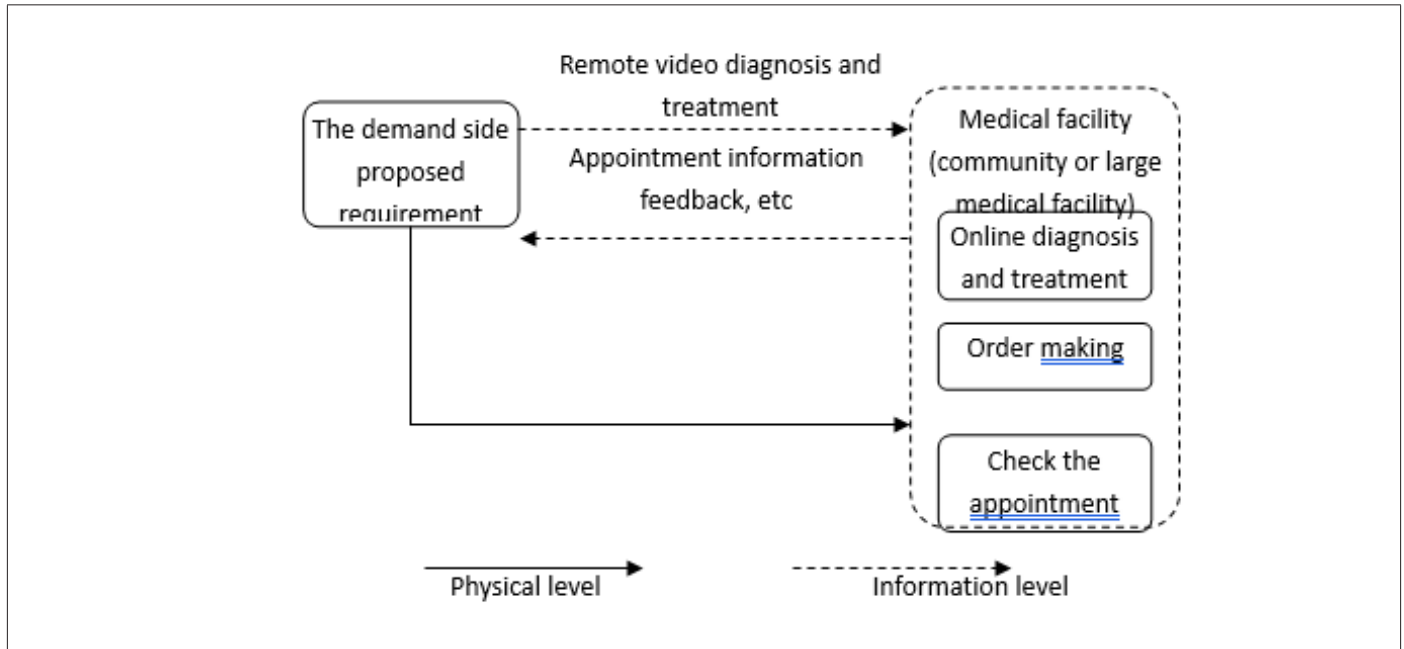 Remote video diagnosis and
treatment
The demand side
proposed
requirement
Appointment information
feedback, etc
Medical facility
(community or large
medical facility)
Online diagnosis
and treatment
Order making
Check the
appointment
Physical level
Information level